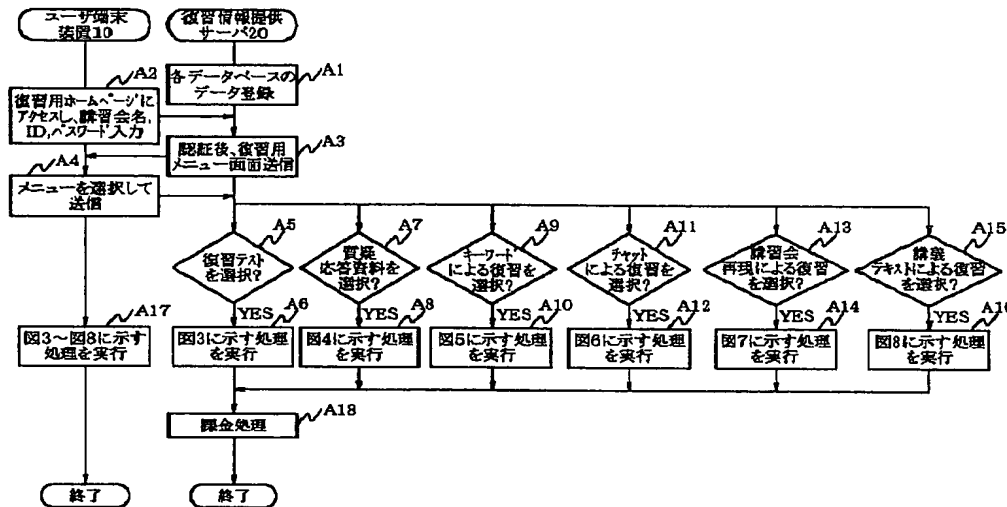 ユーザ端末
装置10
復習情報提供
サーバ20
A1
各データベースの
データ登録
A2
復習用ホームページに
アクセスし、講習会名,
ID,パスワード入力
A3
認証後、復習用
メニュー画面送信
A4
メニューを選択して
送信
A5
復習テスト
を選択?
A7
質疑
応答資料を
選択?
A9
キーワード
による復習を
選択?
A11
チャット
による復習を
選択?
A13
講習会
再現による復習
を選択?
A15
講義
テキストによる復習
を選択?
YES
A6
YES
A8
YES
A10
YES
A12
YES
A14
YES
A16
A17
図3〜図8に示す
処理を実行
図3に示す処理
を実行
図4に示す処理
を実行
図5に示す処理
を実行
図6に示す処理
を実行
図7に示す処理
を実行
図8に示す処理
を実行
A18
課金処理
終了
終了